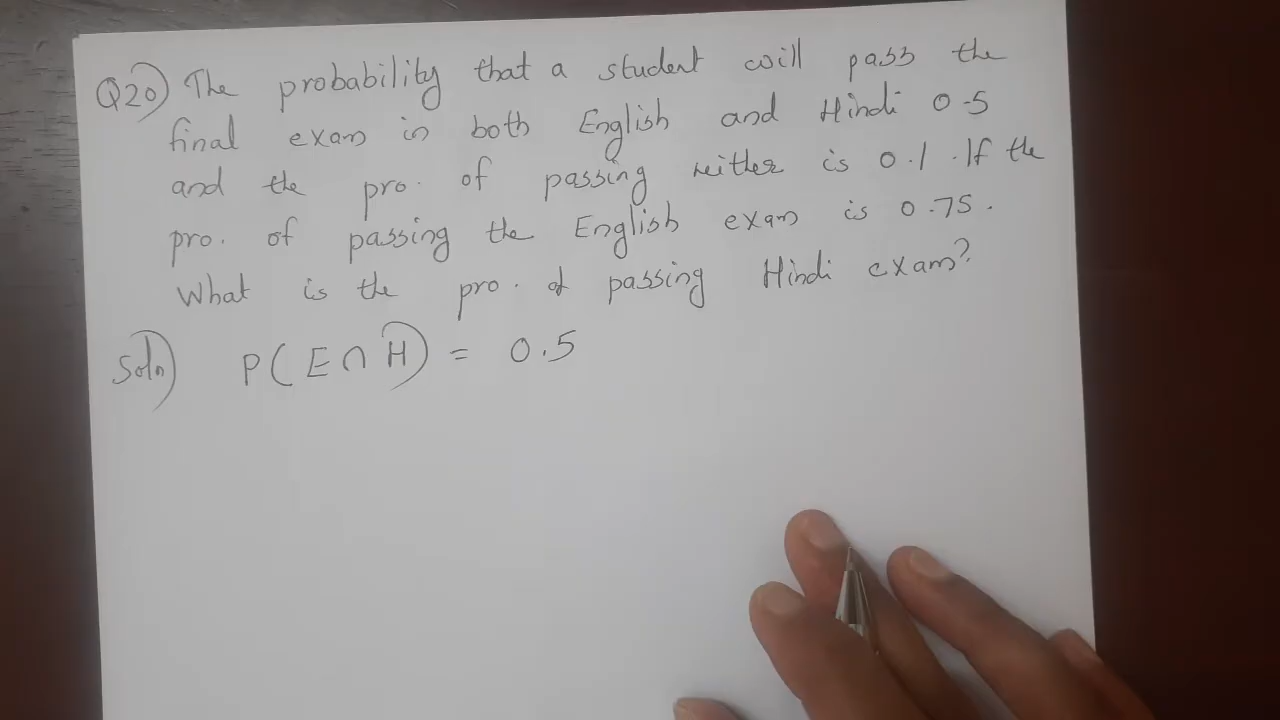 Q20) The probability that a student will pass the
final exam in both English and Hindi 0.5
and the pro. of passing neither is 0.1 . If the
pro. of passing the English exam is 0.75.
What is the pro. of passing Hindi exam?
Soln) P(E∩H) = 0.5